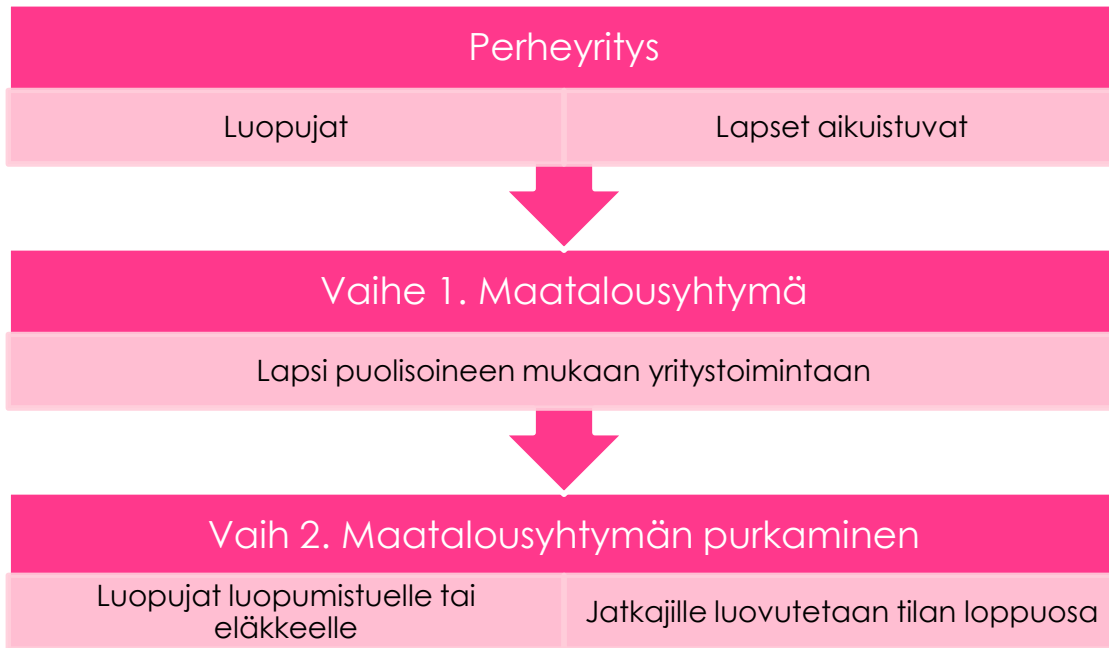 Perheyritys
Luopujat
Lapset aikuistuvat
Vaihe 1. Maatalousyhtymä
Lapsi puolisoineen mukaan yritystoimintaan
Vaih 2. Maatalousyhtymän purkaminen
Luopujat luopumistuelle tai
eläkkeelle
Jatkajille luovutetaan tilan loppuosa